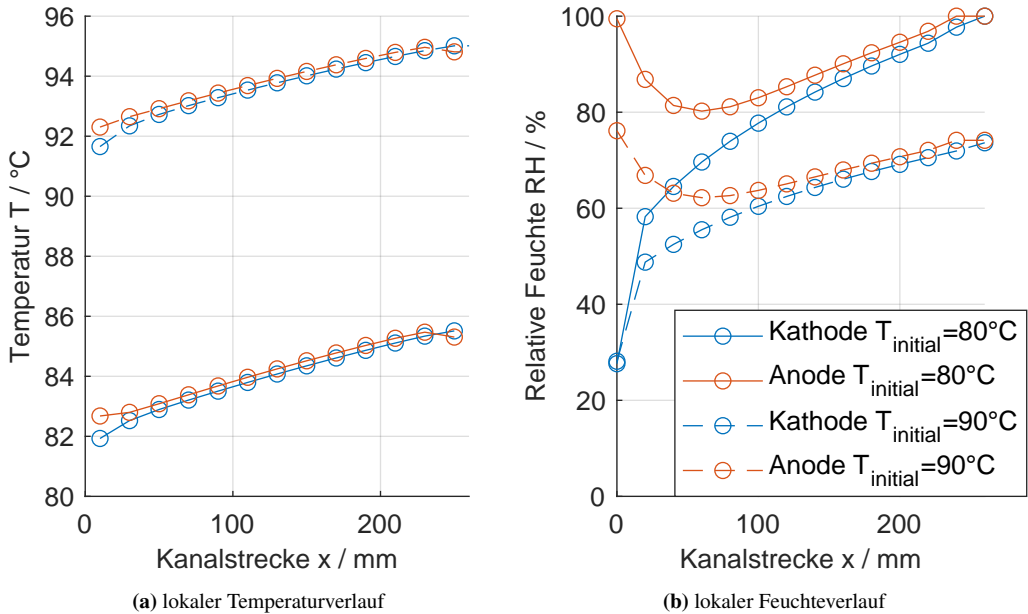 96
94
92
90
88
86
84
82
80
Temperatur T / °C
0
100
200
Kanalstrecke x / mm
(a) lokaler Temperaturverlauf
100
80
60
40
20
0
Relative Feuchte RH / %
Kathode T_initial=80°C
Anode T_initial=80°C
Kathode T_initial=90°C
Anode T_initial=90°C
0
100
200
Kanalstrecke x / mm
(b) lokaler Feuchteverlauf